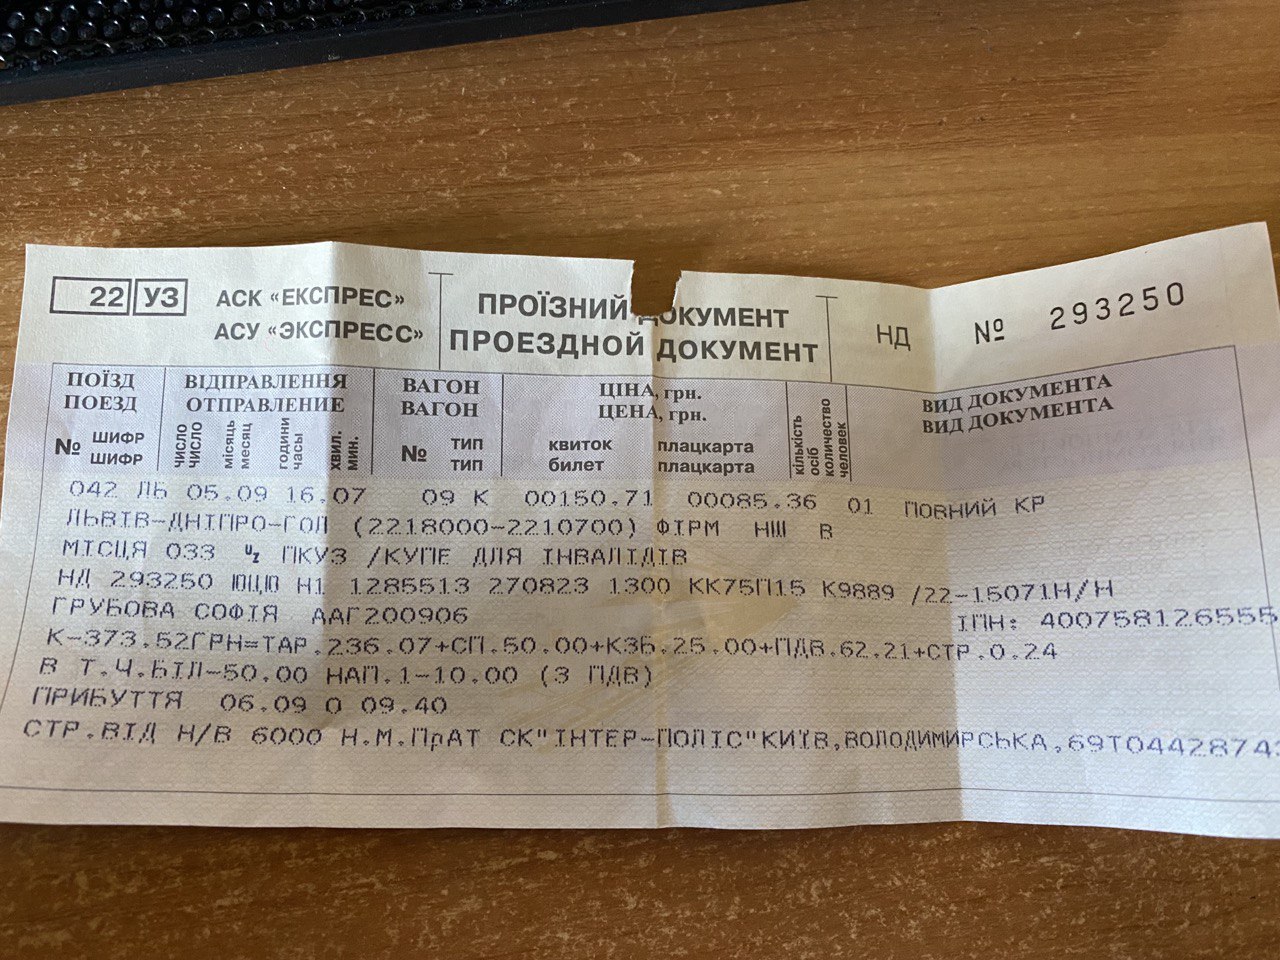 22 УЗ АСК «ЕКСПРЕС» ПРОЇЗНИЙ ДОКУМЕНТ НД № 293250
АСУ «ЭКСПРЕСС» ПРОЕЗДНОЙ ДОКУМЕНТ
ПОЇЗД ВІДПРАВЛЕННЯ ВАГОН ЦІНА, грн. ВИД ДОКУМЕНТА
ПОЕЗД ОТПРАВЛЕНИЕ ВАГОН ЦЕНА, грн. ВИД ДОКУМЕНТА
№ шифр шифр число число місяць месяц години часы хвил. мин. № тип тип квиток билет плацкарта плацкарта кількість осіб количество человек
042 ЛБ 05.09 16.07 09 К 00150.71 00085.36 01 ПОВНИЙ КР
ЛЬВІВ-ДНІПРО-ГОЛ (2218000-2210700) ФІРМ НШ В
МІСЦЯ 033 UZ ПКУЗ /КУПЕ ДЛЯ ІНВАЛІДІВ
НД 293250 ЮЦЮ Н1 1285513 270823 1300 КК75П15 К9889 /22-15071Н/Н
ГРУБОВА СОФІЯ ДАГ200906 ІПН: 400758126555
К-373.52ГРН=ТАР.236.07+СП.50.00+КЗБ.25.00+ПДВ.62.21+СТР.0.24
В Т.Ч.БІЛ-50.00 НАП.1-10.00 (З ПДВ)
ПРИБУТТЯ 06.09 О 09.40
СТР.ВІД Н/В 6000 Н.М.ПрАТ СК"ІНТЕР-ПОЛІС"КИЇВ,ВОЛОДИМИРСЬКА,69Т0442874